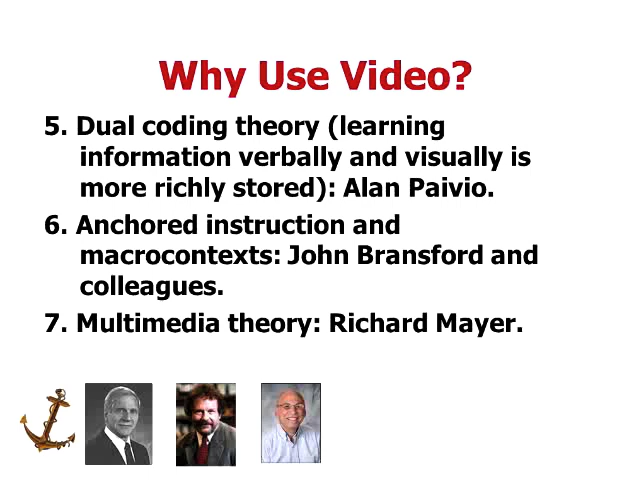 Why Use Video?
5. Dual coding theory (learning
information verbally and visually is
more richly stored): Alan Paivio.
6. Anchored instruction and
macrocontexts: John Bransford and
colleagues.
7. Multimedia theory: Richard Mayer.